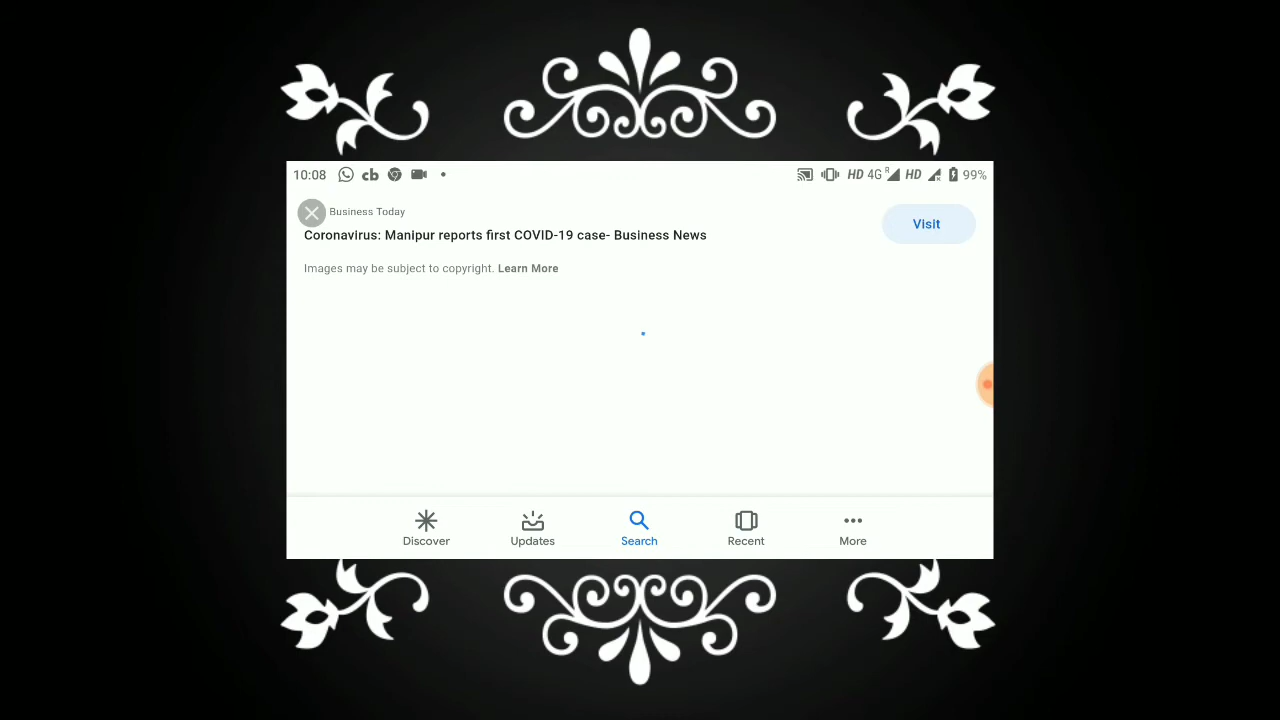 10:08 cb HD 4G R HD 99%
Business Today
Coronavirus: Manipur reports first COVID-19 case- Business News
Visit
Images may be subject to copyright. Learn More
Discover Updates Search Recent More